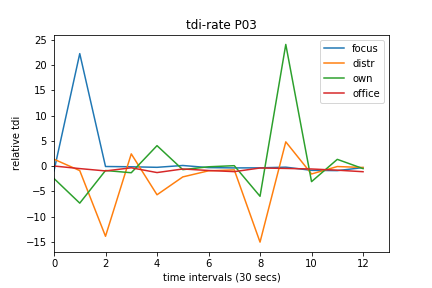 tdi-rate P03
25
20
15
10
5
0
−5
−10
−15
relative tdi
focus
distr
own
office
0 2 4 6 8 10 12
time intervals (30 secs)